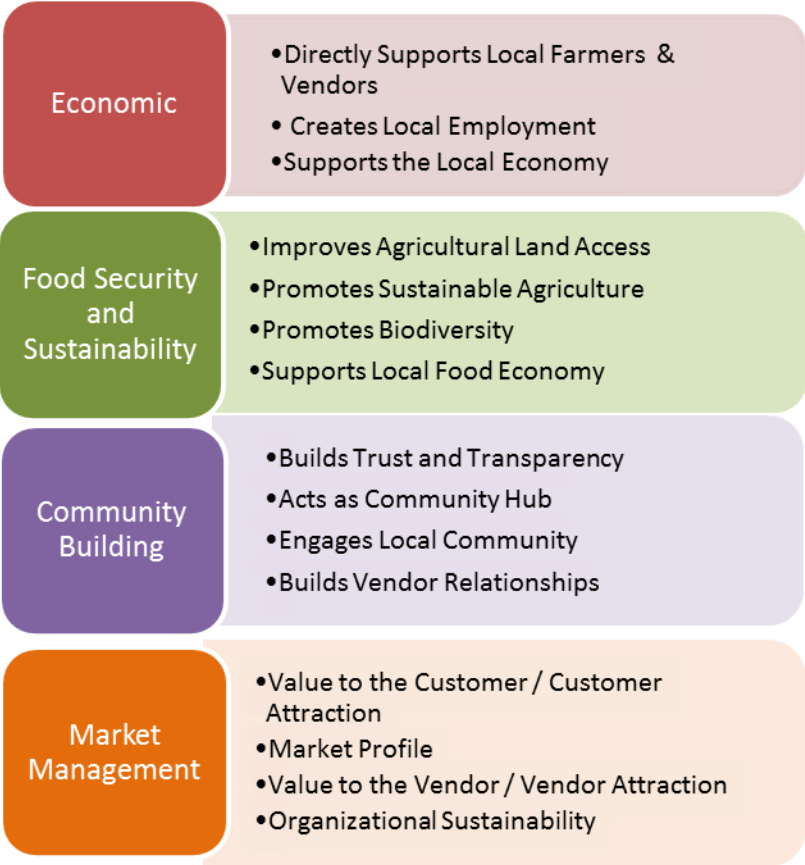 Economic
•Directly Supports Local Farmers &
Vendors
• Creates Local Employment
•Supports the Local Economy
Food Security
and
Sustainability
•Improves Agricultural Land Access
•Promotes Sustainable Agriculture
•Promotes Biodiversity
•Supports Local Food Economy
Community
Building
•Builds Trust and Transparency
•Acts as Community Hub
•Engages Local Community
•Builds Vendor Relationships
Market
Management
•Value to the Customer / Customer
Attraction
•Market Profile
•Value to the Vendor / Vendor Attraction
•Organizational Sustainability